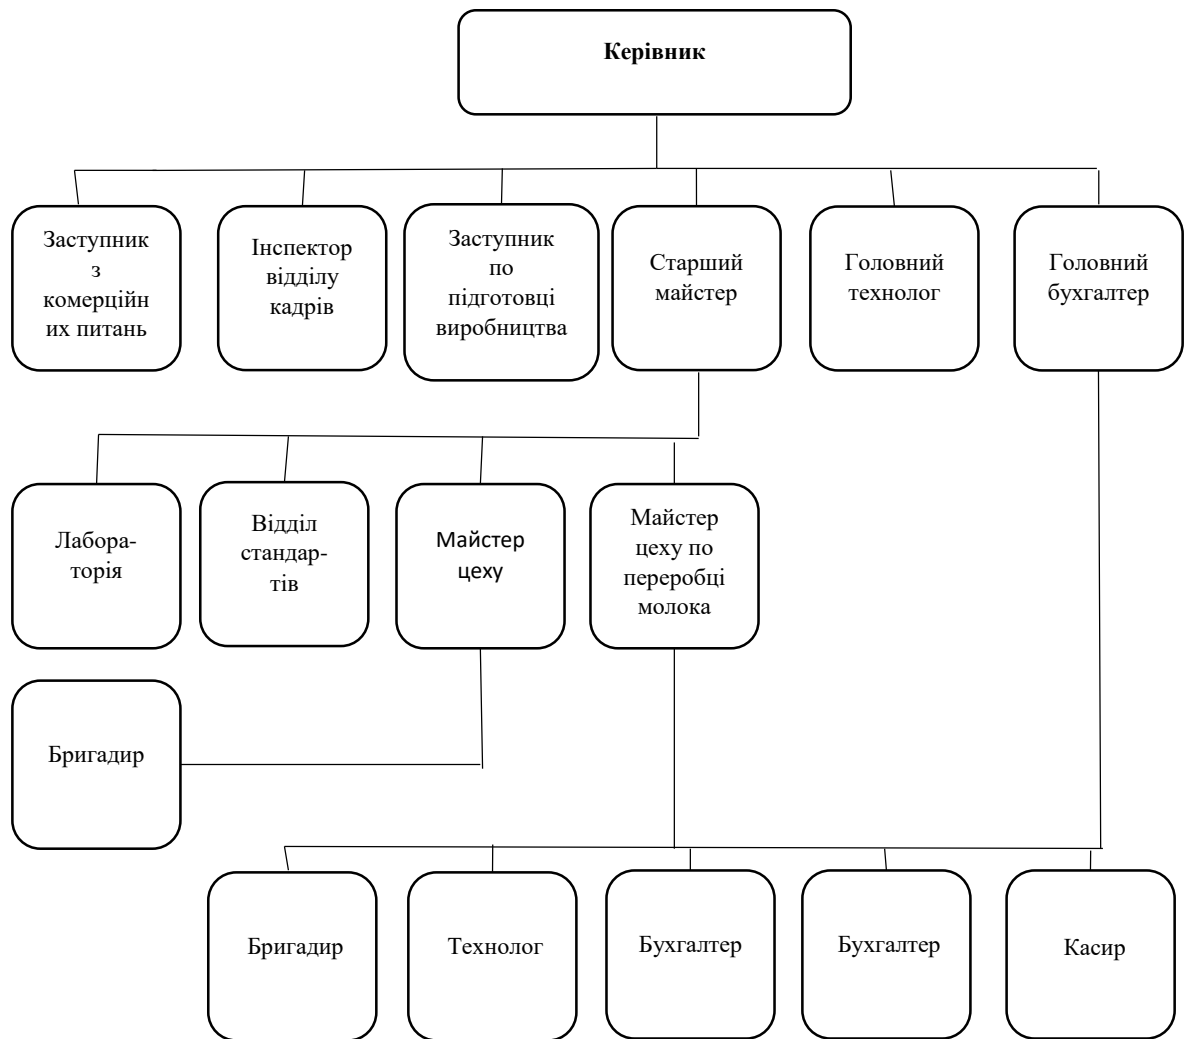 Керівник
Заступник
з
комерційн
их питань
Інспектор
відділу
кадрів
Заступник
по
підготовці
виробництва
Старший
майстер
Головний
технолог
Головний
бухгалтер
Лабора-
торія
Відділ
стандар-
тів
Майстер
цеху
Майстер
цеху по
переробці
молока
Бригадир
Бригадир
Технолог
Бухгалтер
Бухгалтер
Касир